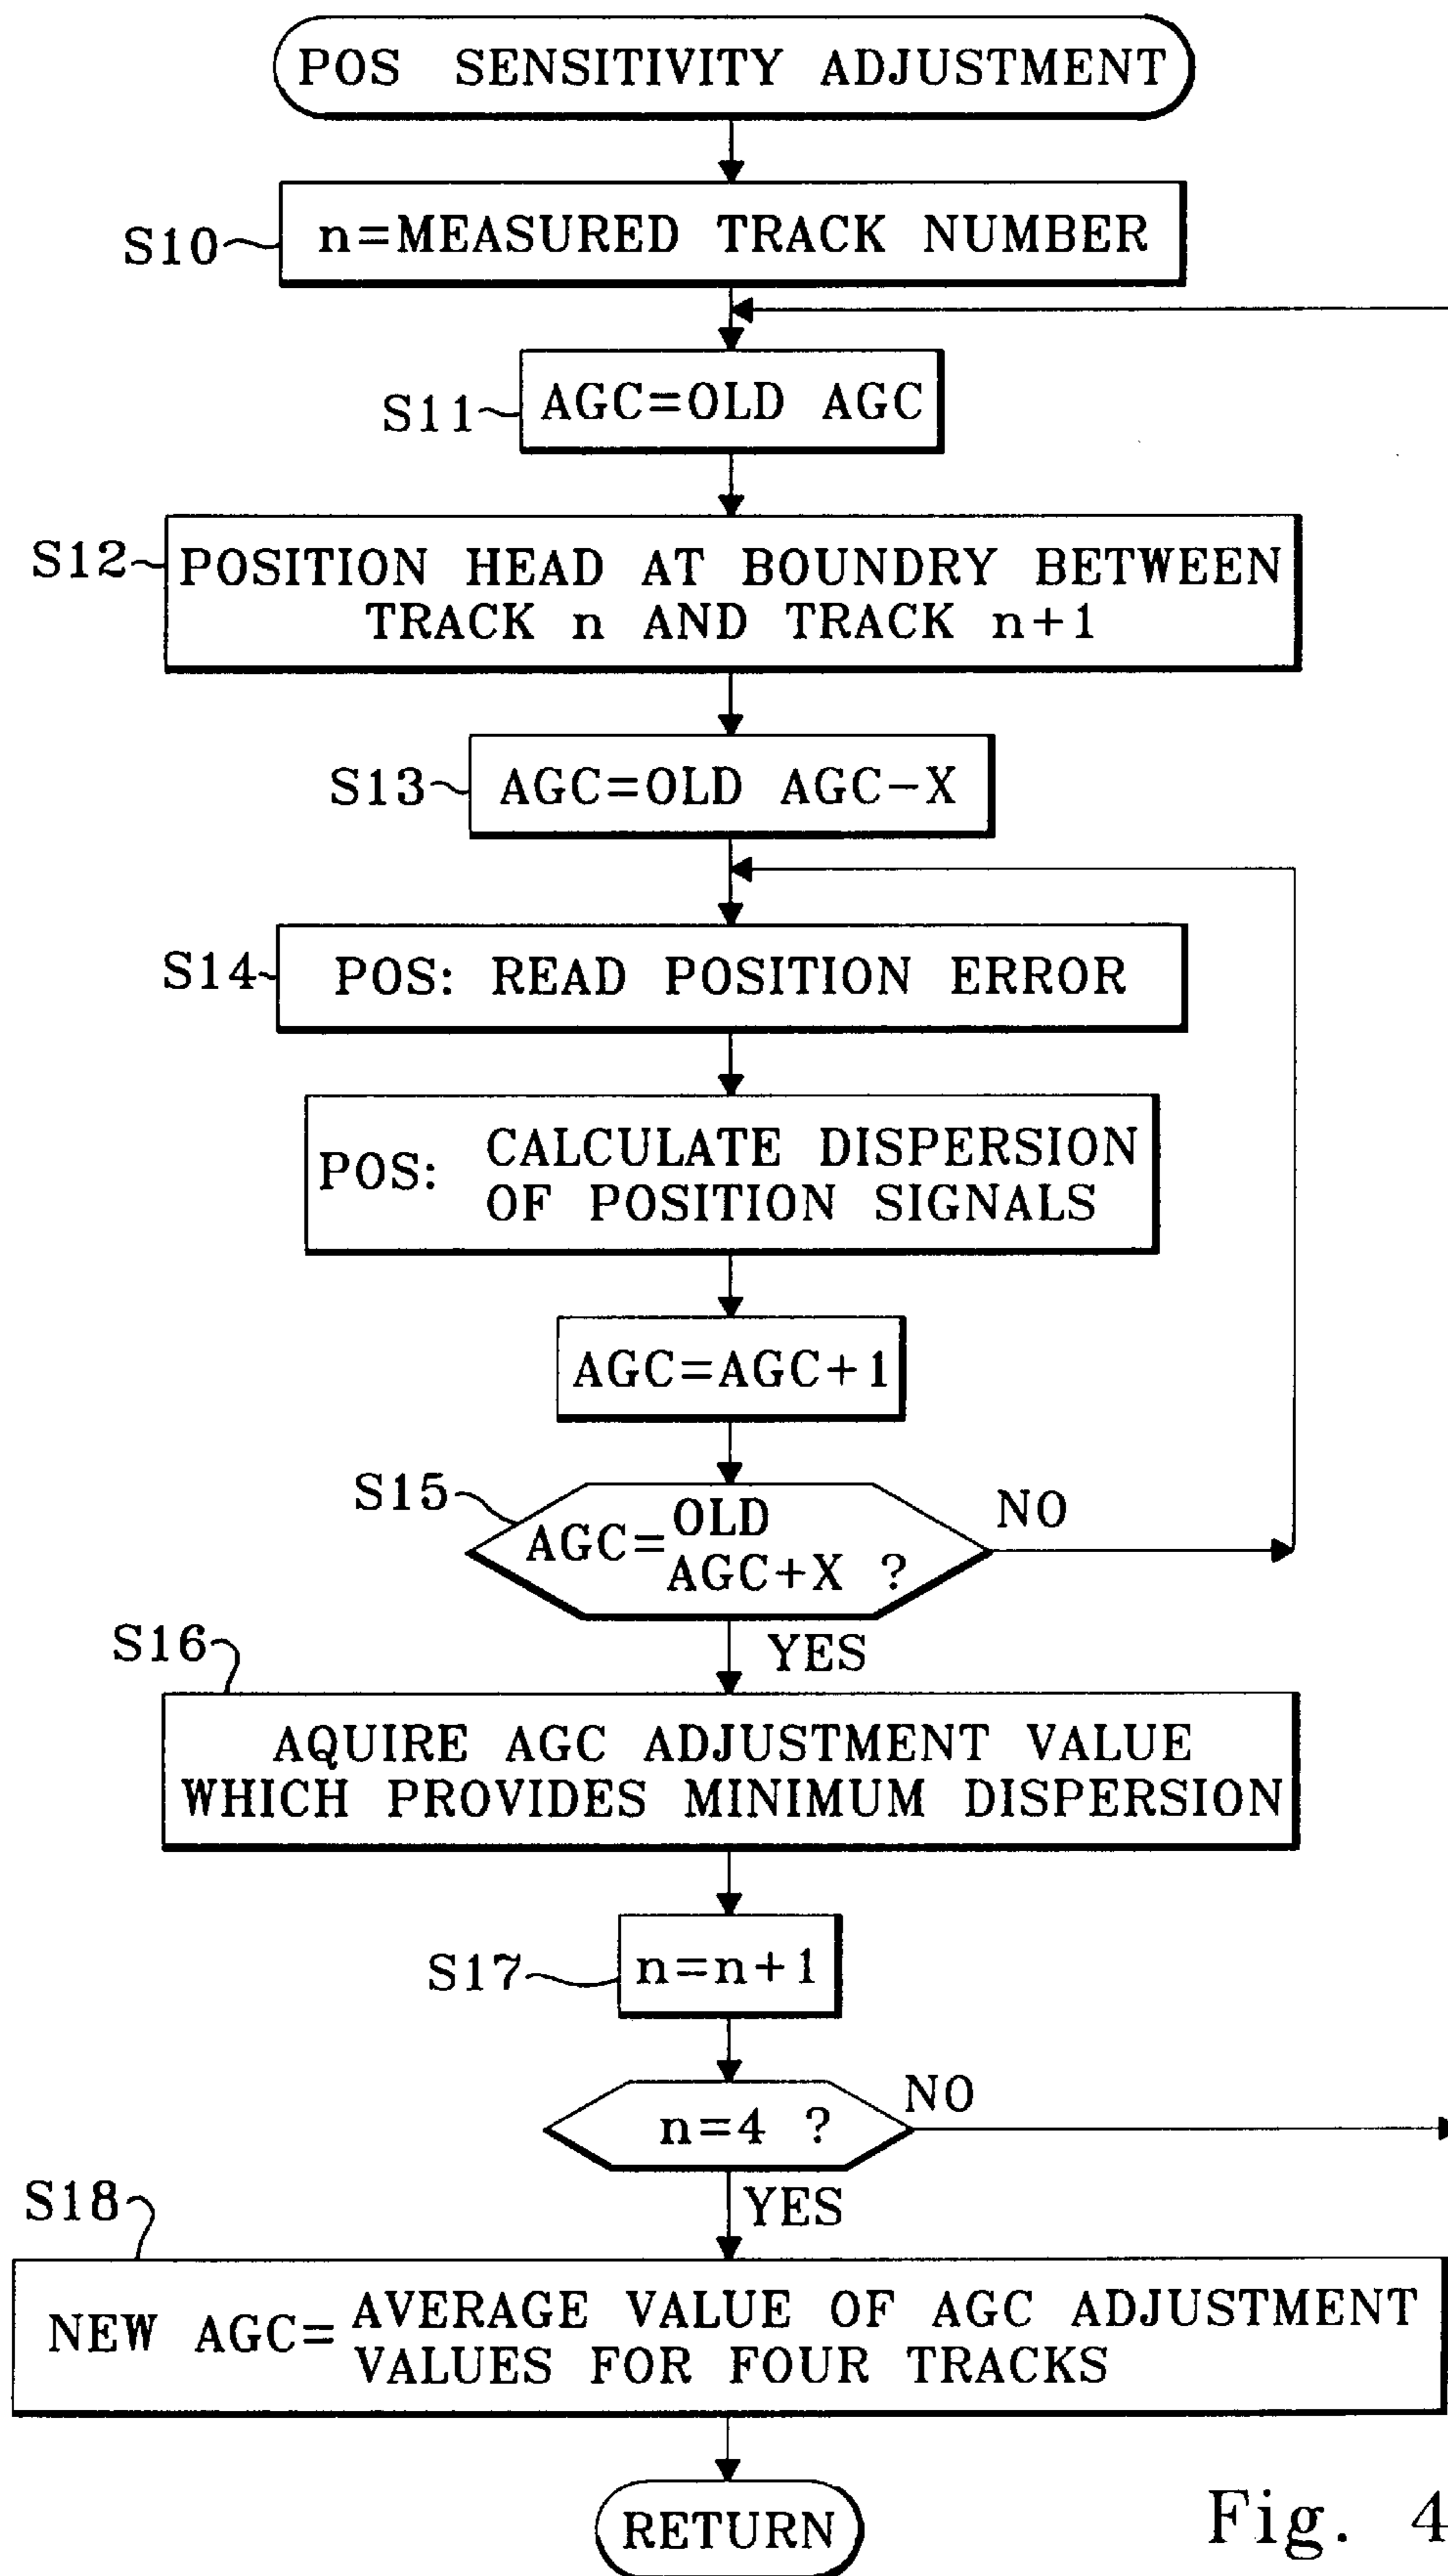 POS SENSITIVITY ADJUSTMENT
S10
n=MEASURED TRACK NUMBER
S11
AGC=OLD AGC
S12
POSITION HEAD AT BOUNDRY BETWEEN
TRACK n AND TRACK n+1
S13
AGC=OLD AGC-X
S14
POS: READ POSITION ERROR
POS: CALCULATE DISPERSION
OF POSITION SIGNALS
AGC=AGC+1
S15
AGC=OLD
AGC+X ?
NO
YES
S16
AQUIRE AGC ADJUSTMENT VALUE
WHICH PROVIDES MINIMUM DISPERSION
S17
n=n+1
n=4 ?
NO
YES
S18
NEW AGC=AVERAGE VALUE OF AGC ADJUSTMENT
VALUES FOR FOUR TRACKS
RETURN
Fig. 4